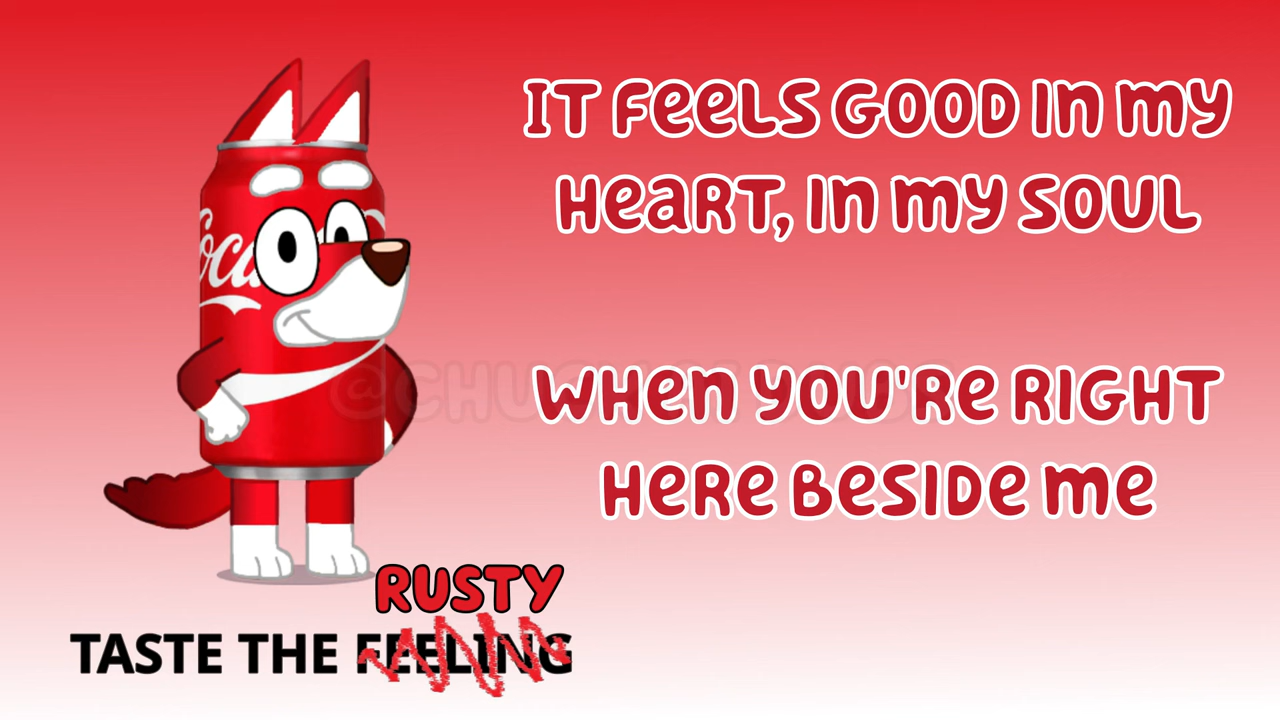 IT FEELS GOOD IN MY
HEART, IN MY SOUL
Coca
WHEN YOU'RE RIGHT
HERE BESIDE ME
RUSTY
TASTE THE FEELING